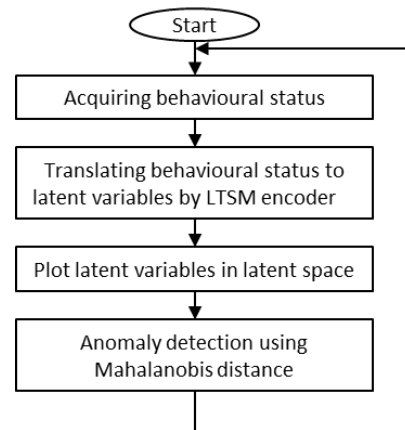 Start
Acquiring behavioural status
Translating behavioural status to
latent variables by LTSM encoder
Plot latent variables in latent space
Anomaly detection using
Mahalanobis distance